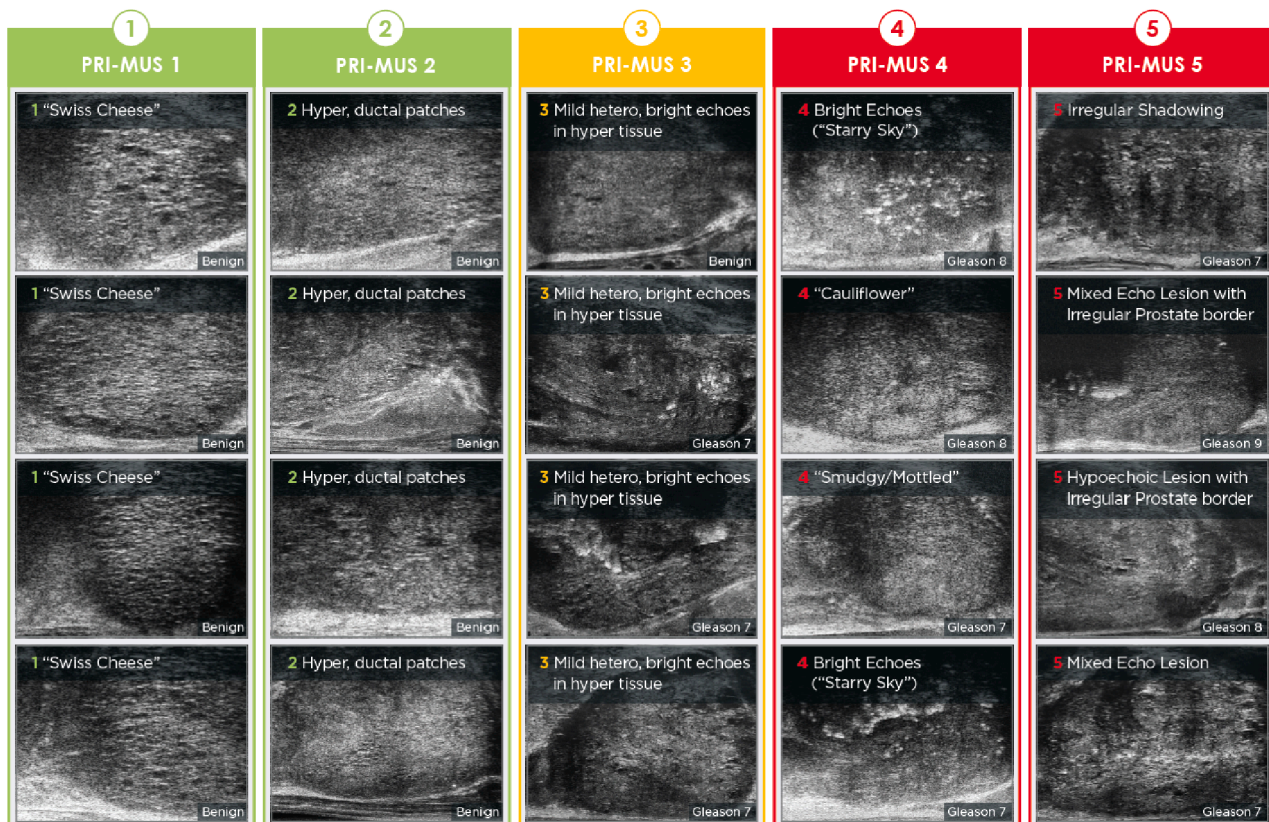 1
PRI-MUS 1
1 “Swiss Cheese”
Benign
1 “Swiss Cheese”
Benign
1 “Swiss Cheese”
Benign
1 “Swiss Cheese”
Benign
2
PRI-MUS 2
2 Hyper, ductal patches
Benign
2 Hyper, ductal patches
Benign
2 Hyper, ductal patches
Benign
2 Hyper, ductal patches
Benign
3
PRI-MUS 3
3 Mild hetero, bright echoes
in hyper tissue
Benign
3 Mild hetero, bright echoes
in hyper tissue
Gleason 7
3 Mild hetero, bright echoes
in hyper tissue
Gleason 7
3 Mild hetero, bright echoes
in hyper tissue
Gleason 7
4
PRI-MUS 4
4 Bright Echoes
(“Starry Sky”)
Gleason 8
4 “Cauliflower”
Gleason 8
4 “Smudgy/Mottled”
Gleason 7
4 Bright Echoes
(“Starry Sky”)
Gleason 7
5
PRI-MUS 5
5 Irregular Shadowing
Gleason 7
5 Mixed Echo Lesion with
Irregular Prostate border
Gleason 9
5 Hypoechoic Lesion with
Irregular Prostate border
Gleason 8
5 Mixed Echo Lesion
Gleason 7